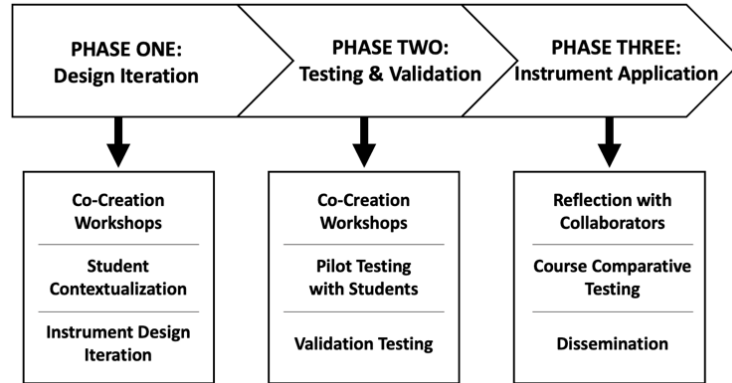 PHASE ONE:
Design Iteration
PHASE TWO:
Testing & Validation
PHASE THREE:
Instrument Application
Co-Creation
Workshops
Student
Contextualization
Instrument Design
Iteration
Co-Creation
Workshops
Pilot Testing
with Students
Validation Testing
Reflection with
Collaborators
Course Comparative
Testing
Dissemination